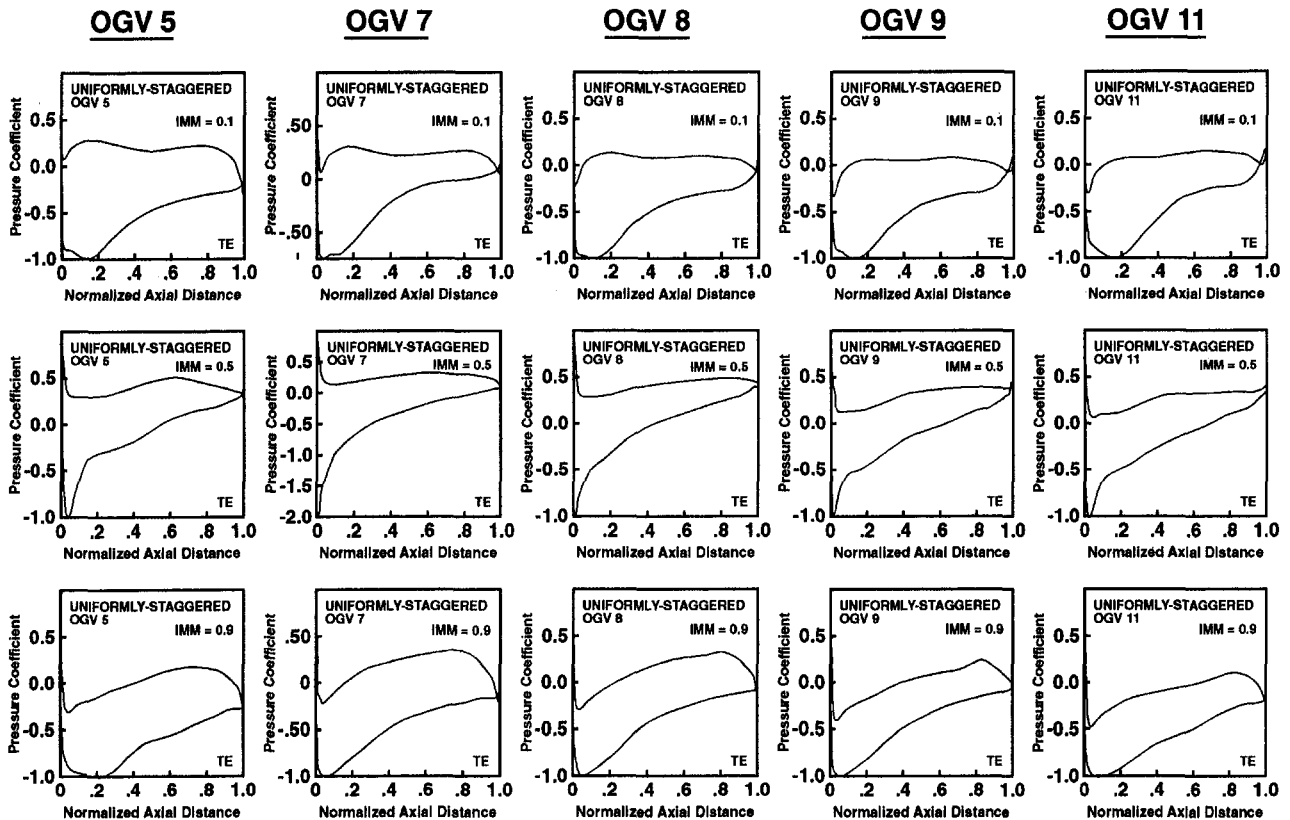 OGV 5
OGV 7
OGV 8
OGV 9
OGV 11
Pressure Coefficient
0.5
0.0
-0.5
-1.0
UNIFORMLY-STAGGERED
OGV 5
IMM = 0.1
TE
0 .2 .4 .6 .8 1.0
Normalized Axial Distance
Pressure Coefficient
.50
0
-.50
UNIFORMLY-STAGGERED
OGV 7
IMM = 0.1
TE
0 .2 .4 .6 .8 1.0
Normalized Axial Distance
Pressure Coefficient
0.5
0.0
-0.5
-1.0
UNIFORMLY-STAGGERED
OGV 8
IMM = 0.1
TE
0 .2 .4 .6 .8 1.0
Normalized Axial Distance
Pressure Coefficient
0.5
0.0
-0.5
-1.0
UNIFORMLY-STAGGERED
OGV 9
IMM = 0.1
TE
0 .2 .4 .6 .8 1.0
Normalized Axial Distance
Pressure Coefficient
0.5
0.0
-0.5
-1.0
UNIFORMLY-STAGGERED
OGV 11
IMM = 0.1
TE
0 .2 .4 .6 .8 1.0
Normalized Axial Distance
Pressure Coefficient
0.5
0.0
-0.5
-1.0
UNIFORMLY-STAGGERED
OGV 5
IMM = 0.5
TE
0 .2 .4 .6 .8 1.0
Normalized Axial Distance
Pressure Coefficient
0.5
0.0
-0.5
-1.0
-1.5
-2.0
UNIFORMLY-STAGGERED
OGV 7
IMM = 0.5
TE
0 .2 .4 .6 .8 1.0
Normalized Axial Distance
Pressure Coefficient
0.5
0.0
-0.5
-1.0
UNIFORMLY-STAGGERED
OGV 8
IMM = 0.5
TE
0 .2 .4 .6 .8 1.0
Normalized Axial Distance
Pressure Coefficient
0.5
0.0
-0.5
-1.0
UNIFORMLY-STAGGERED
OGV 9
IMM = 0.5
TE
0 .2 .4 .6 .8 1.0
Normalized Axial Distance
Pressure Coefficient
0.5
0.0
-0.5
-1.0
UNIFORMLY-STAGGERED
OGV 11
IMM = 0.5
TE
0 .2 .4 .6 .8 1.0
Normalized Axial Distance
Pressure Coefficient
0.5
0.0
-0.5
-1.0
UNIFORMLY-STAGGERED
OGV 5
IMM = 0.9
TE
0 .2 .4 .6 .8 1.0
Normalized Axial Distance
Pressure Coefficient
.50
0
-.50
-1.0
UNIFORMLY-STAGGERED
OGV 7
IMM = 0.9
TE
0 .2 .4 .6 .8 1.0
Normalized Axial Distance
Pressure Coefficient
0.5
0.0
-0.5
-1.0
UNIFORMLY-STAGGERED
OGV 8
IMM = 0.9
TE
0 .2 .4 .6 .8 1.0
Normalized Axial Distance
Pressure Coefficient
0.5
0.0
-0.5
-1.0
UNIFORMLY-STAGGERED
OGV 9
IMM = 0.9
TE
0 .2 .4 .6 .8 1.0
Normalized Axial Distance
Pressure Coefficient
0.5
0.0
-0.5
-1.0
UNIFORMLY-STAGGERED
OGV 11
IMM = 0.9
TE
0 .2 .4 .6 .8 1.0
Normalized Axial Distance